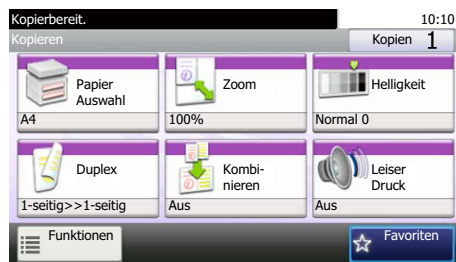 Kopierbereit.
10:10
Kopieren
Kopien 1
Papier
Auswahl
A4
Zoom
100%
Helligkeit
Normal 0
Duplex
1-seitig>>1-seitig
Kombi-
nieren
Aus
Leiser
Druck
Aus
Funktionen
Favoriten